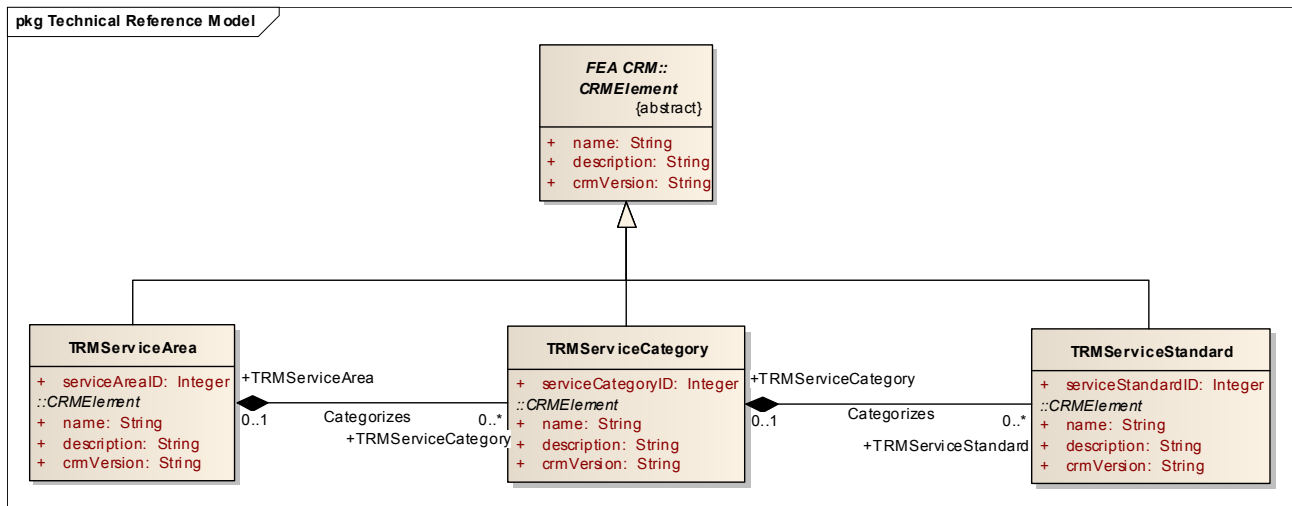 pkg Technical Reference Model
FEA CRM::
CRMElement
{abstract}
+ name: String
+ description: String
+ crmVersion: String
TRMServiceArea
+ serviceAreaID: Integer
::CRMElement
+ name: String
+ description: String
+ crmVersion: String
+TRMServiceArea
0..1
Categorizes
0..*
+TRMServiceCategory
TRMServiceCategory
+ serviceCategoryID: Integer
::CRMElement
+ name: String
+ description: String
+ crmVersion: String
+TRMServiceCategory
0..1
Categorizes
0..*
+TRMServiceStandard
TRMServiceStandard
+ serviceStandardID: Integer
::CRMElement
+ name: String
+ description: String
+ crmVersion: String